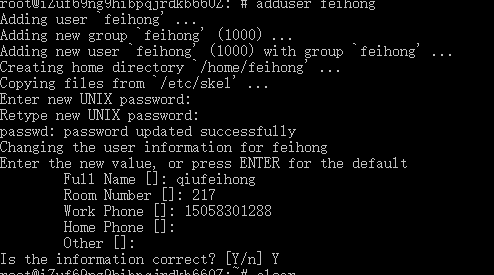 root@iZuf69ng9hibpqjrdkb660Z:~# adduser feihong
Adding user `feihong' ...
Adding new group `feihong' (1000) ...
Adding new user `feihong' (1000) with group `feihong' ...
Creating home directory `/home/feihong' ...
Copying files from `/etc/skel' ...
Enter new UNIX password:
Retype new UNIX password:
passwd: password updated successfully
Changing the user information for feihong
Enter the new value, or press ENTER for the default
Full Name []: qiufeihong
Room Number []: 217
Work Phone []: 15058301288
Home Phone []:
Other []:
Is the information correct? [Y/n] Y
root@iZuf69ng9hibpqjrdkb660Z:~# clear